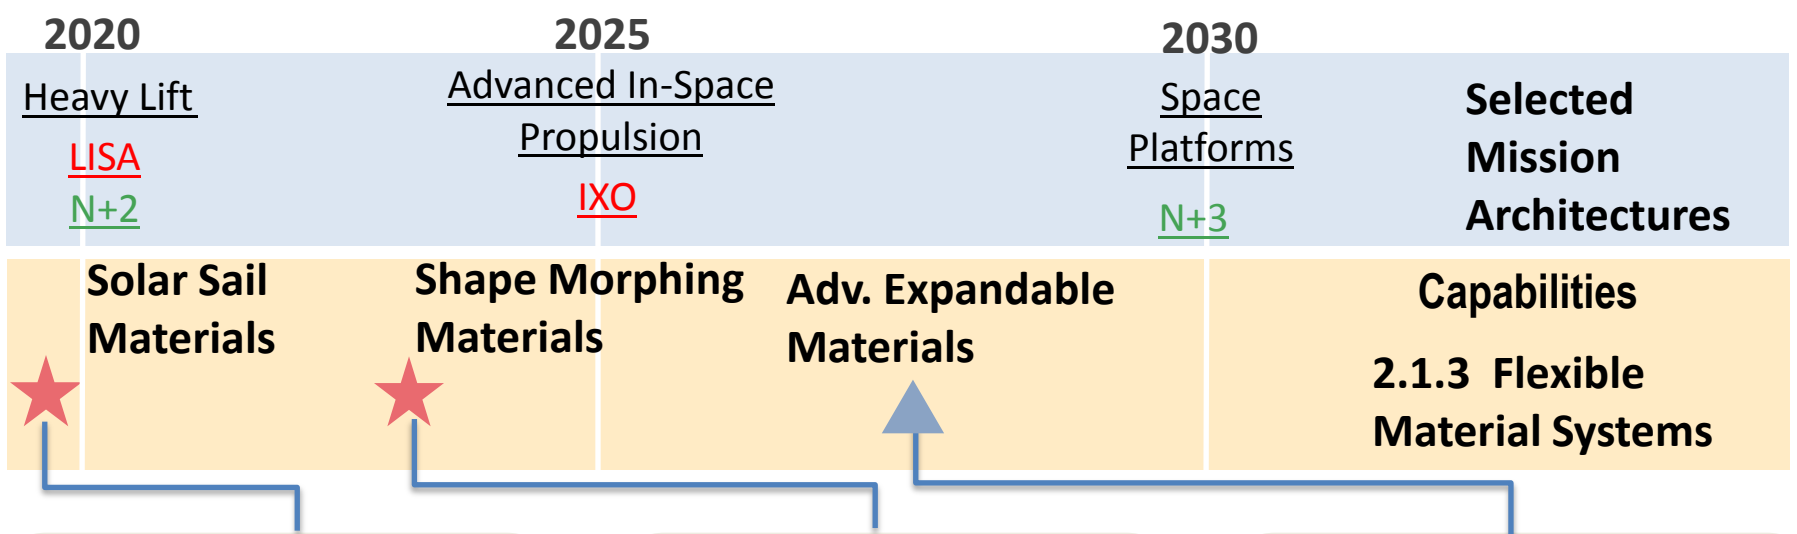 2020
2025
2030
Heavy Lift
LISA
N+2
Advanced In-Space
Propulsion
IXO
Space
Platforms
N+3
Selected
Mission
Architectures
Solar Sail
Materials
Shape Morphing
Materials
Adv. Expandable
Materials
Capabilities
2.1.3 Flexible
Material Systems